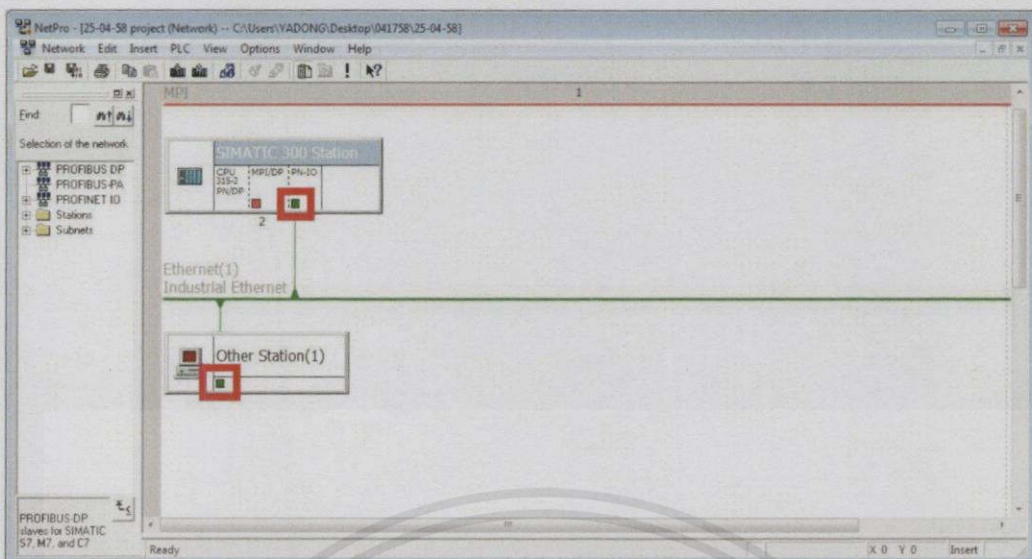 NetPro - [25-04-58 project (Network) -- C:\Users\YADONG\Desktop\041758\25-04-58]
Network Edit Insert PLC View Options Window Help
Find
Selection of the network
PROFIBUS DP
PROFIBUS-PA
PROFINET IO
Stations
Subnets
MPI
1
SIMATIC 300 Station
CPU 315-2 PN/DP
MPI/DP
PN-IO
2
Ethernet(1)
Industrial Ethernet
Other Station(1)
PROFIBUS-DP
slaves for SIMATIC
S7, M7, and C7
Ready
X 0 Y 0
Insert